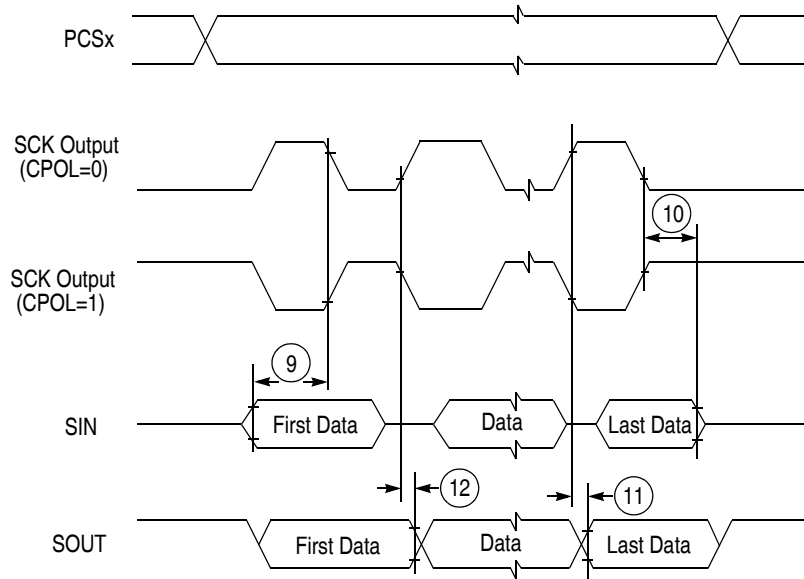 PCSx
SCK Output
(CPOL=0)
10
SCK Output
(CPOL=1)
9
SIN
First Data
Data
Last Data
12
11
SOUT
First Data
Data
Last Data